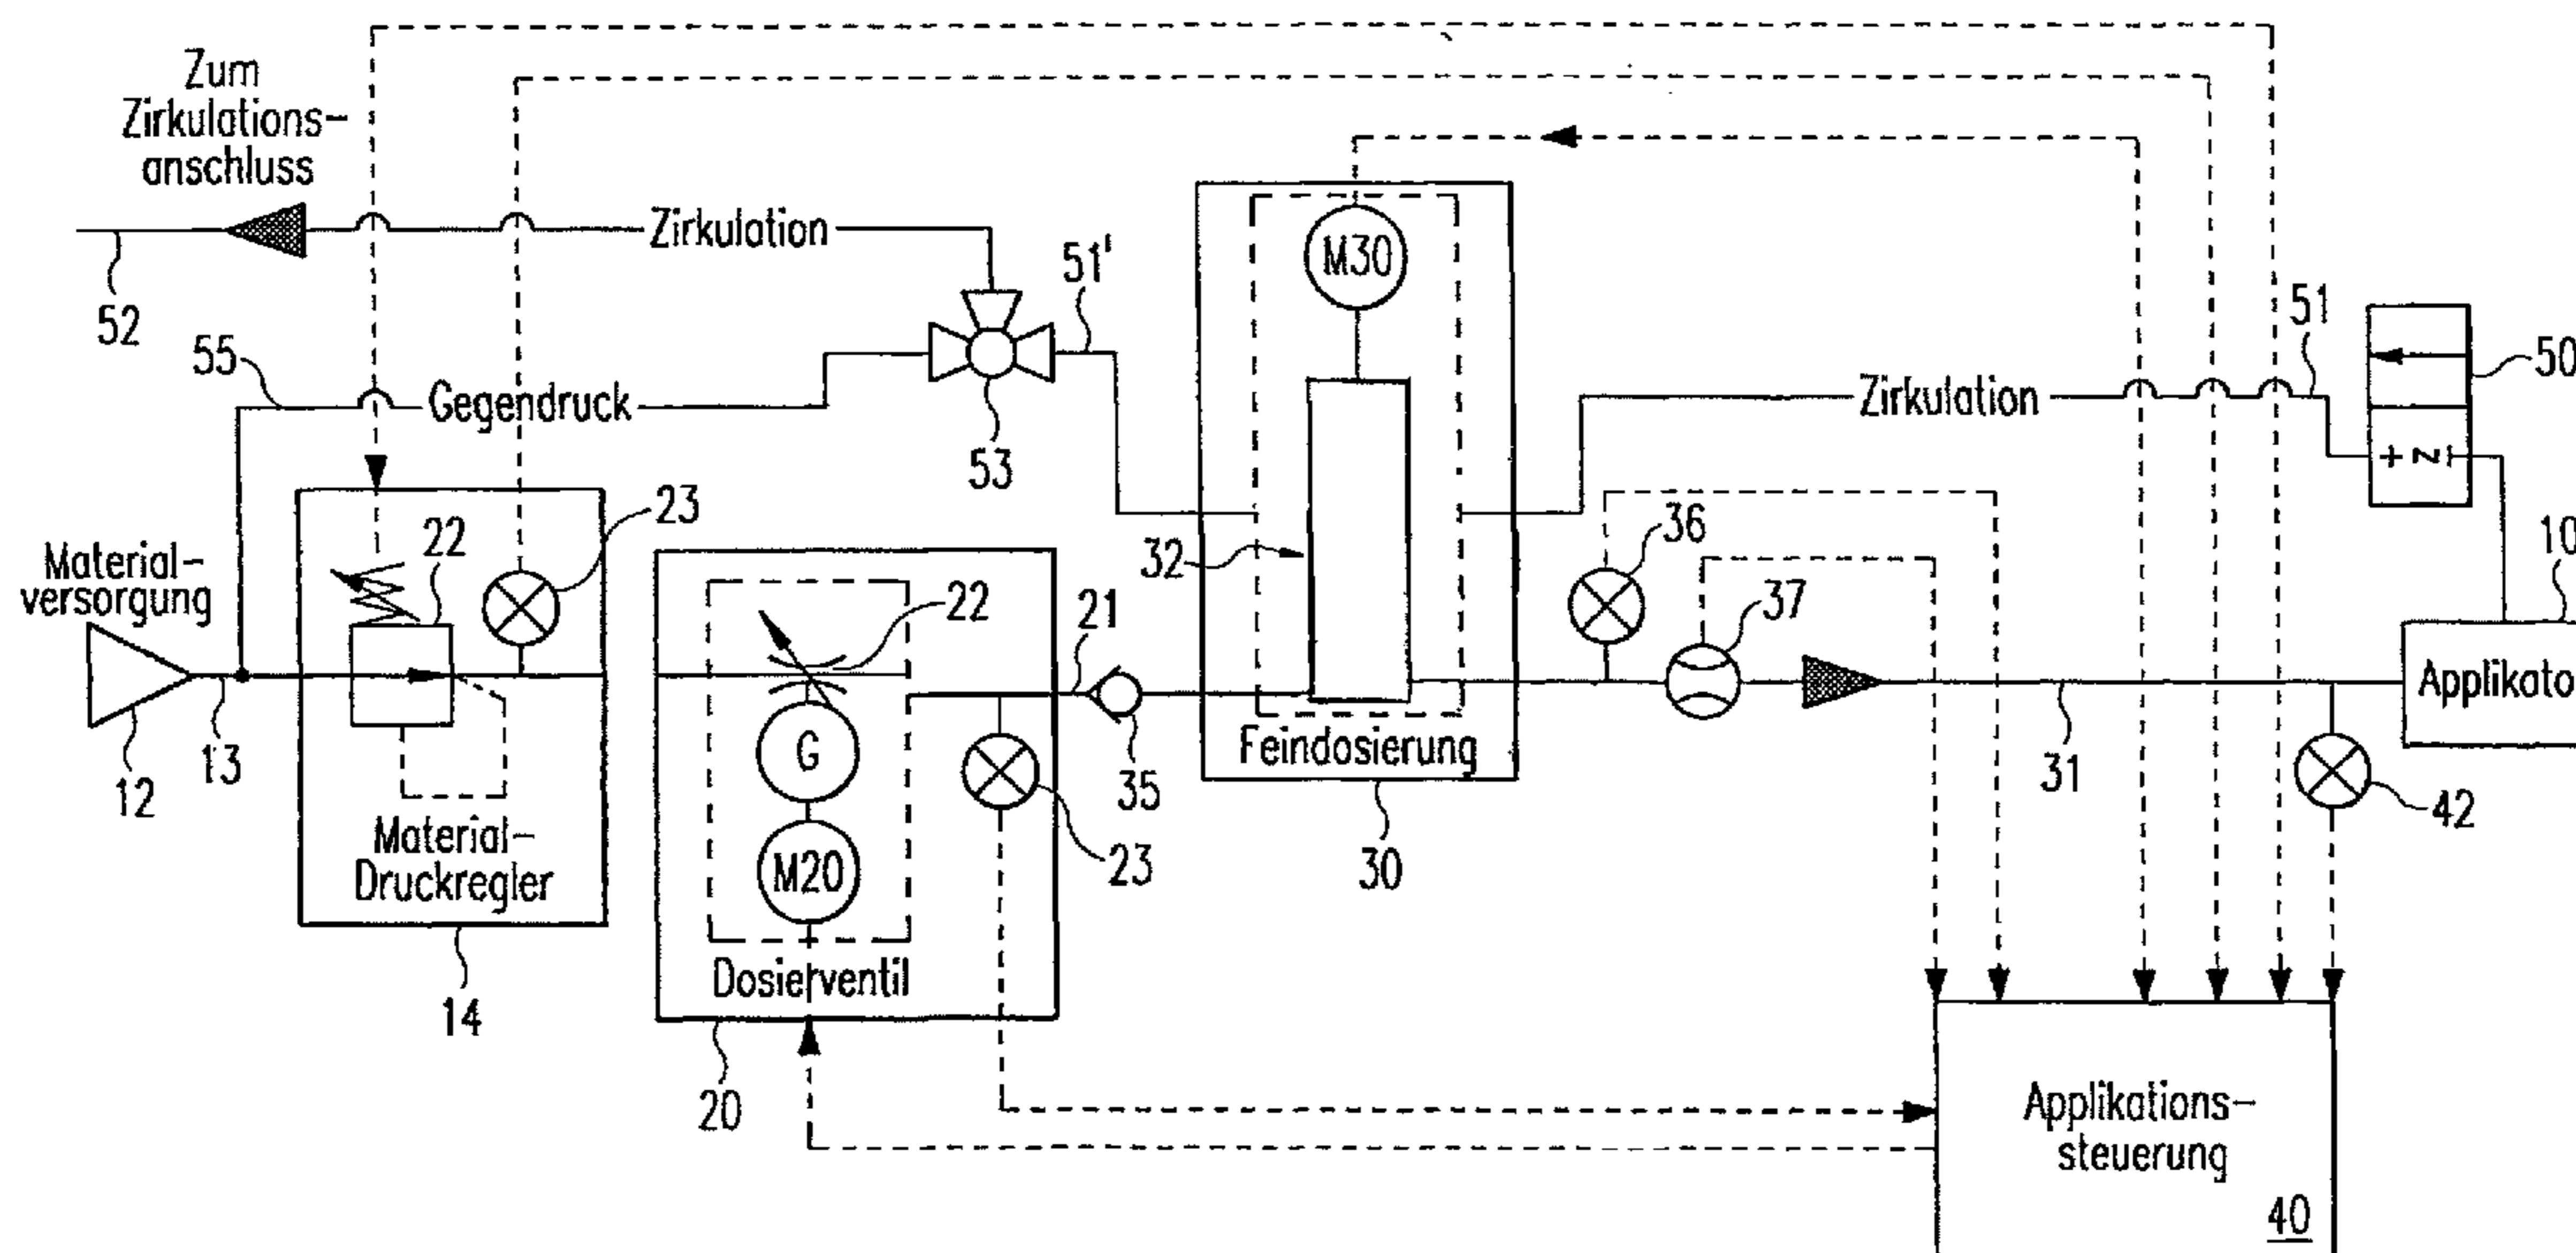 Zum
Zirkulations-
anschluss
Zirkulation
52
51'
53
55
Gegendruck
M30
51
50
Zirkulation
Material-
versorgung
12
13
22
23
Material-
Druckregler
14
22
G
M20
Dosierventil
20
21
23
35
32
Feindosierung
30
36
37
31
+ Z -
10
Applikato
42
Applikations-
steuerung
40